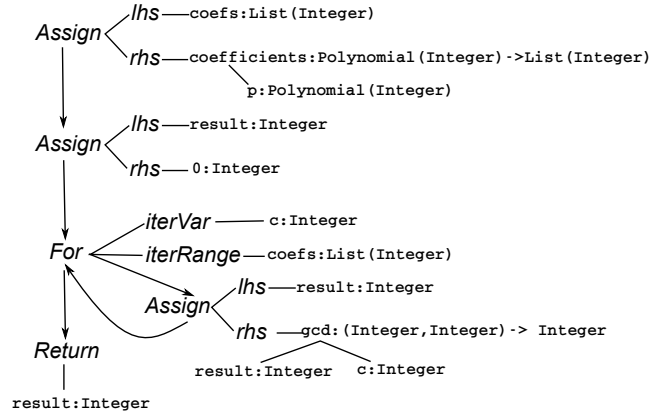 lhs coefs:List(Integer)
Assign
rhs coefficients:Polynomial(Integer)->List(Integer)
p:Polynomial(Integer)
lhs result:Integer
Assign
rhs 0:Integer
iterVar c:Integer
For iterRange coefs:List(Integer)
lhs result:Integer
Assign
rhs gcd:(Integer,Integer)-> Integer
Return
result:Integer c:Integer
result:Integer